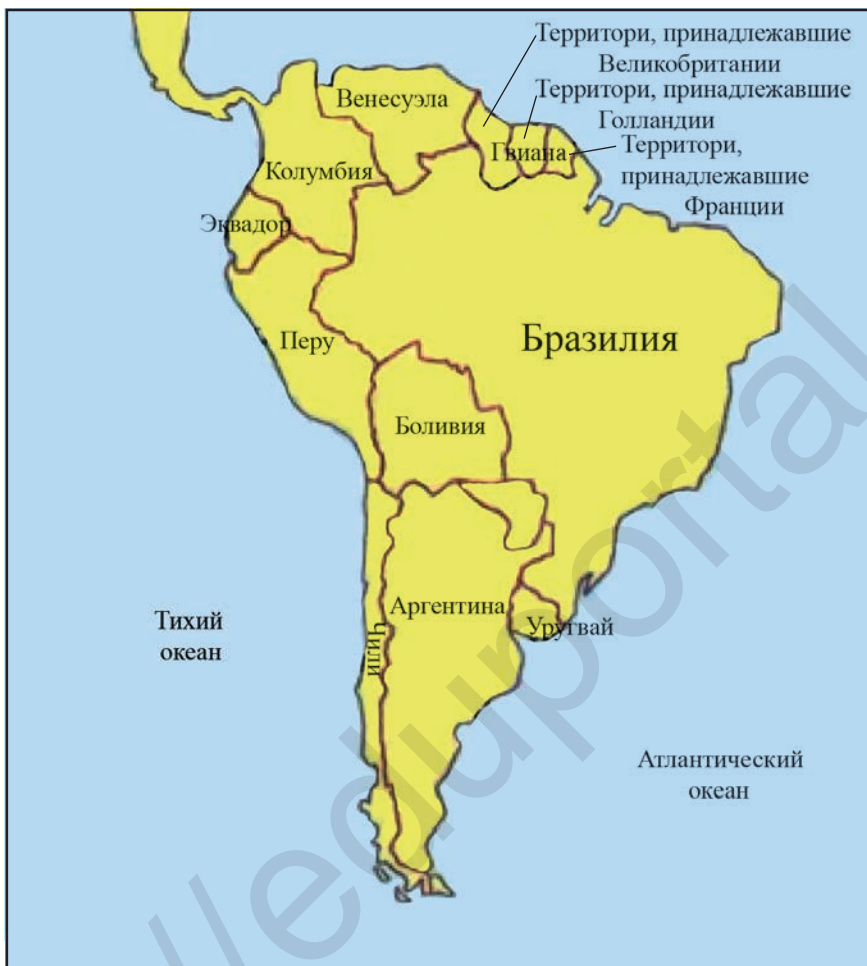 Территори, принадлежавшие
Великобритании
Территори, принадлежавшие
Голландии
Территори,
принадлежавшие
Франции
Венесуэла
Гвиана
Колумбия
Эквадор
Перу
Бразилия
Боливия
Аргентина
Чили
Уругвай
Тихий
океан
Атлантический
океан
//eduportal